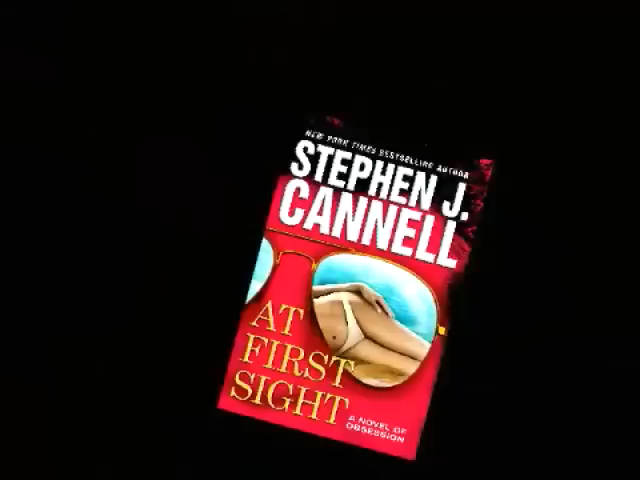 NEW YORK TIMES BESTSELLING AUTHOR
STEPHEN J.
CANNELL
AT
FIRST
SIGHT
A NOVEL OF
OBSESSION